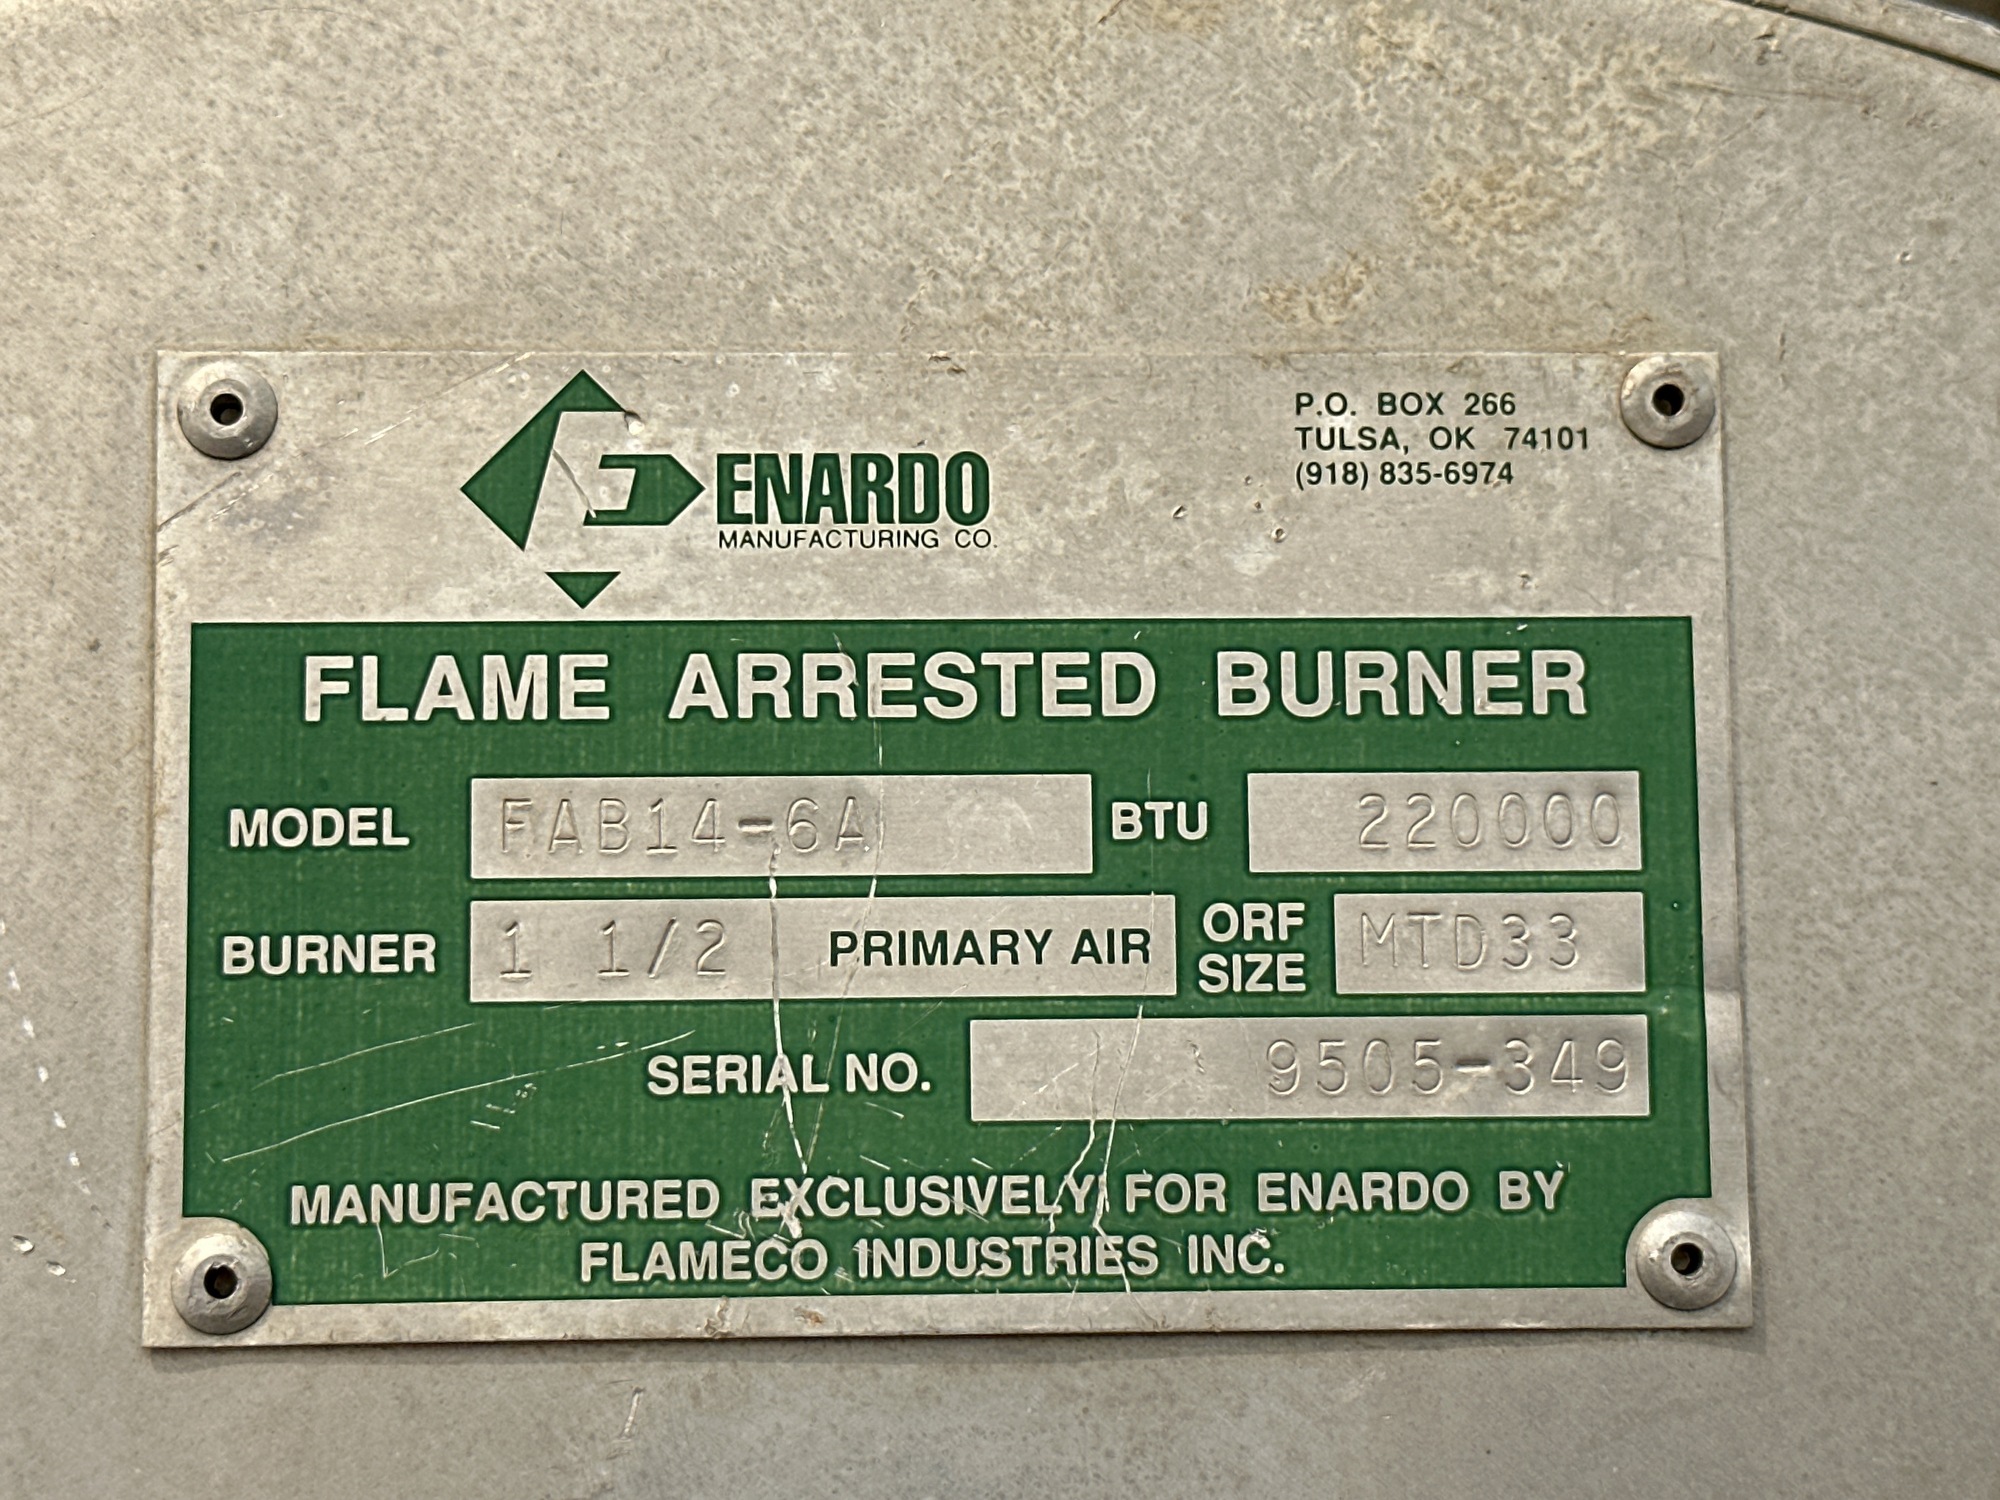 ENARDO
MANUFACTURING CO.
P.O. BOX 266
TULSA, OK 74101
(918) 835-6974
FLAME ARRESTED BURNER
MODEL FAB14-6A BTU 220000
BURNER 1 1/2 PRIMARY AIR ORF SIZE MTD33
SERIAL NO. 9505-349
MANUFACTURED EXCLUSIVELY FOR ENARDO BY
FLAMECO INDUSTRIES INC.